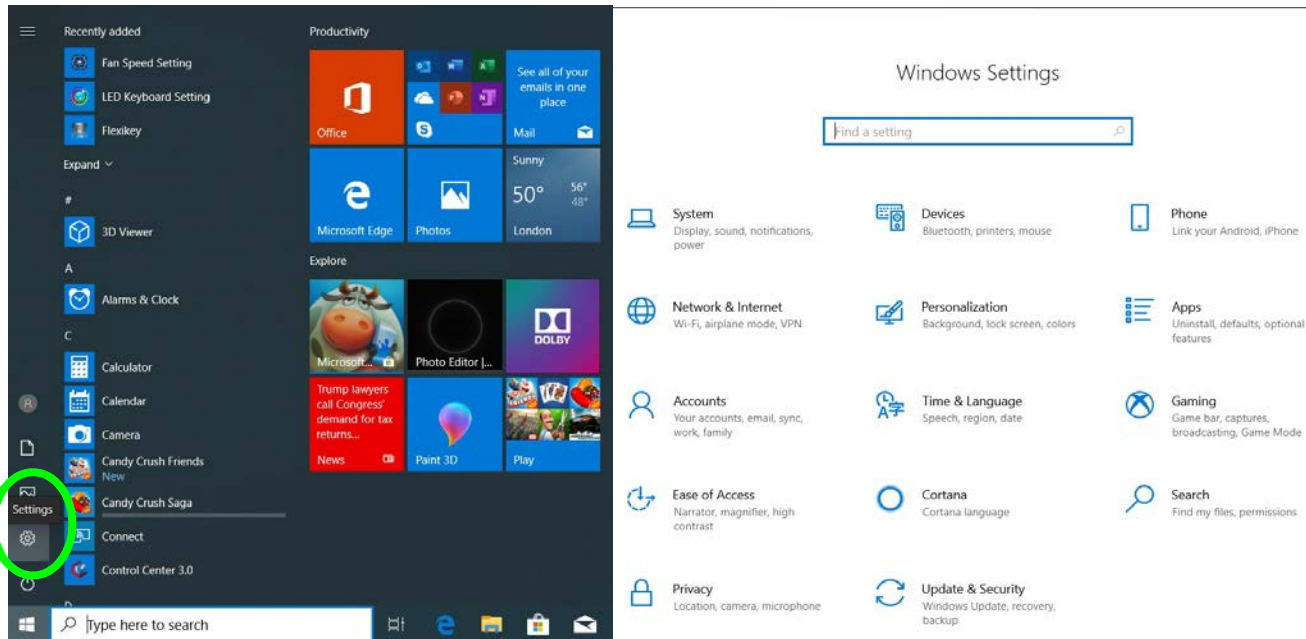 Recently added
Fan Speed Setting
LED Keyboard Setting
Flexikey
Expand
#
3D Viewer
A
Alarms & Clock
C
Calculator
Calendar
Camera
Candy Crush Friends
New
Candy Crush Saga
Settings
Connect
Control Center 3.0
Type here to search
Productivity
Office
See all of your
emails in one
place
Mail
Microsoft Edge
Photos
Sunny
50° 56°
48°
London
Explore
Microsoft...
Photo Editor |...
DOLBY
Trump lawyers
call Congress'
demand for tax
returns...
News
Paint 3D
Play
Windows Settings
Find a setting
System
Display, sound, notifications,
power
Devices
Bluetooth, printers, mouse
Phone
Link your Android, iPhone
Network & Internet
Wi-Fi, airplane mode, VPN
Personalization
Background, lock screen, colors
Apps
Uninstall, defaults, optional
features
Accounts
Your accounts, email, sync,
work, family
Time & Language
Speech, region, date
Gaming
Game bar, captures,
broadcasting, Game Mode
Ease of Access
Narrator, magnifier, high
contrast
Cortana
Cortana language
Search
Find my files, permissions
Privacy
Location, camera, microphone
Update & Security
Windows Update, recovery,
backup